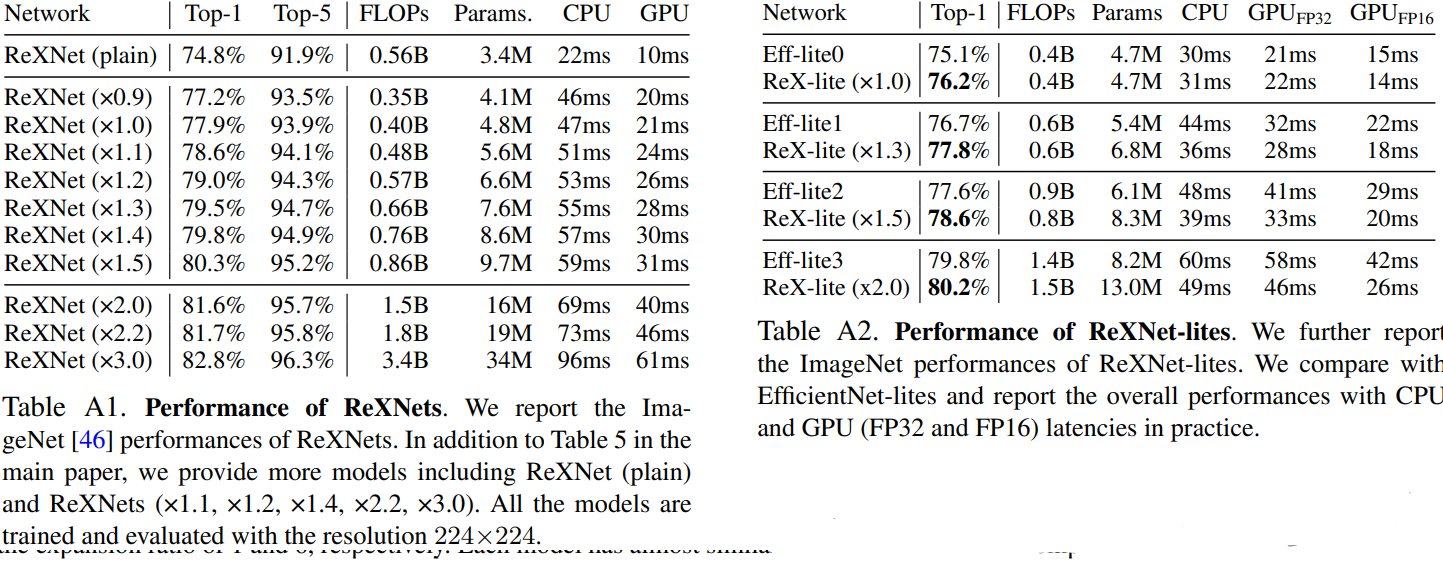 Network Top-1 Top-5 FLOPs Params. CPU GPU
ReXNet (plain) 74.8% 91.9% 0.56B 3.4M 22ms 10ms
ReXNet (×0.9) 77.2% 93.5% 0.35B 4.1M 46ms 20ms
ReXNet (×1.0) 77.9% 93.9% 0.40B 4.8M 47ms 21ms
ReXNet (×1.1) 78.6% 94.1% 0.48B 5.6M 51ms 24ms
ReXNet (×1.2) 79.0% 94.3% 0.57B 6.6M 53ms 26ms
ReXNet (×1.3) 79.5% 94.7% 0.66B 7.6M 55ms 28ms
ReXNet (×1.4) 79.8% 94.9% 0.76B 8.6M 57ms 30ms
ReXNet (×1.5) 80.3% 95.2% 0.86B 9.7M 59ms 31ms
ReXNet (×2.0) 81.6% 95.7% 1.5B 16M 69ms 40ms
ReXNet (×2.2) 81.7% 95.8% 1.8B 19M 73ms 46ms
ReXNet (×3.0) 82.8% 96.3% 3.4B 34M 96ms 61ms
Table A1. Performance of ReXNets. We report the Ima-
geNet [46] performances of ReXNets. In addition to Table 5 in the
main paper, we provide more models including ReXNet (plain)
and ReXNets (×1.1, ×1.2, ×1.4, ×2.2, ×3.0). All the models are
trained and evaluated with the resolution 224×224.
Network Top-1 FLOPs Params CPU GPU_FP32 GPU_FP16
Eff-lite0 75.1% 0.4B 4.7M 30ms 21ms 15ms
ReX-lite (×1.0) 76.2% 0.4B 4.7M 31ms 22ms 14ms
Eff-lite1 76.7% 0.6B 5.4M 44ms 32ms 22ms
ReX-lite (×1.3) 77.8% 0.6B 6.8M 36ms 28ms 18ms
Eff-lite2 77.6% 0.9B 6.1M 48ms 41ms 29ms
ReX-lite (×1.5) 78.6% 0.8B 8.3M 39ms 33ms 20ms
Eff-lite3 79.8% 1.4B 8.2M 60ms 58ms 42ms
ReX-lite (x2.0) 80.2% 1.5B 13.0M 49ms 46ms 26ms
Table A2. Performance of ReXNet-lites. We further report
the ImageNet performances of ReXNet-lites. We compare with
EfficientNet-lites and report the overall performances with CPU
and GPU (FP32 and FP16) latencies in practice.